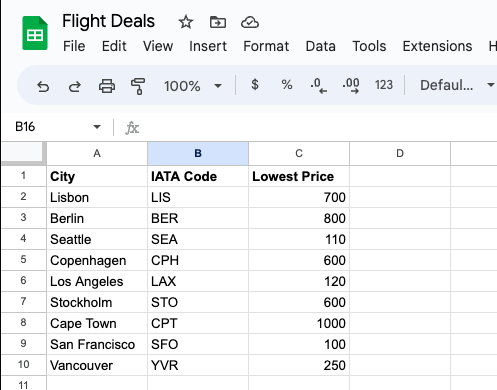 Flight Deals
File Edit View Insert Format Data Tools Extensions H
100% $ % .0 .00 123 Defaul...
B16 fx
A B C D
1 City IATA Code Lowest Price
2 Lisbon LIS 700
3 Berlin BER 800
4 Seattle SEA 110
5 Copenhagen CPH 600
6 Los Angeles LAX 120
7 Stockholm STO 600
8 Cape Town CPT 1000
9 San Francisco SFO 100
10 Vancouver YVR 250
11